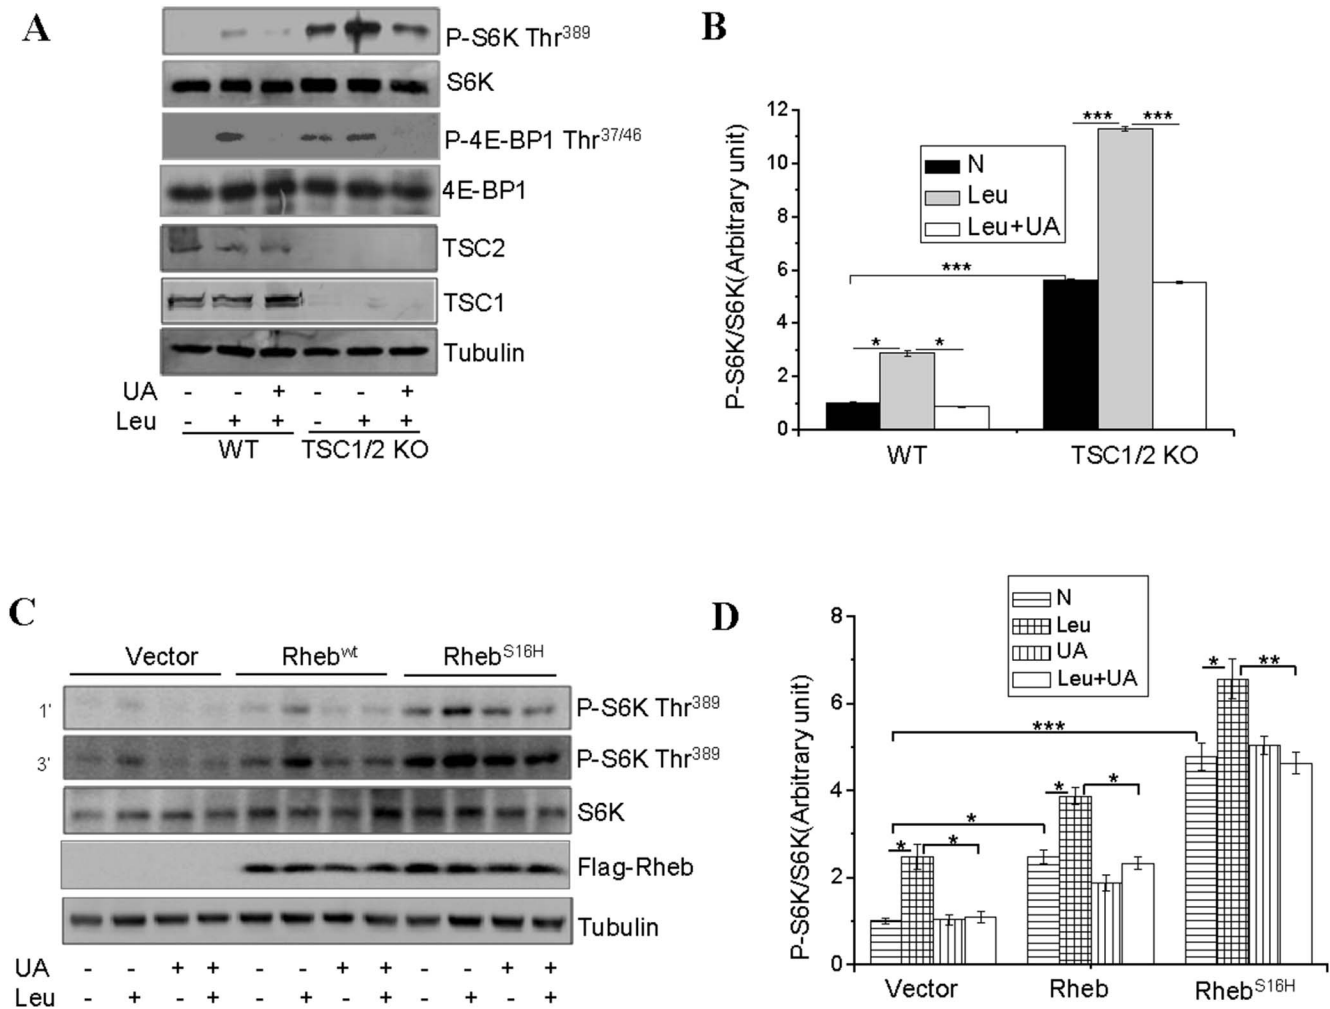 A
P-S6K Thr389
S6K
P-4E-BP1 Thr37/46
4E-BP1
TSC2
TSC1
Tubulin
UA - - + - - +
Leu - + + - + +
WT TSC1/2 KO
B
P-S6K/S6K(Arbitrary unit)
12
10
8
6
4
2
0
N
Leu
Leu+UA
*** ***
***
* *
WT TSC1/2 KO
C
Vector Rhebwt RhebS16H
1' P-S6K Thr389
3' P-S6K Thr389
S6K
Flag-Rheb
Tubulin
UA - - + + - - + + - - + +
Leu - + - + - + - + - + - +
D
P-S6K/S6K(Arbitrary unit)
8
6
4
2
0
N
Leu
UA
Leu+UA
* **
***
* *
*
* *
Vector Rheb RhebS16H